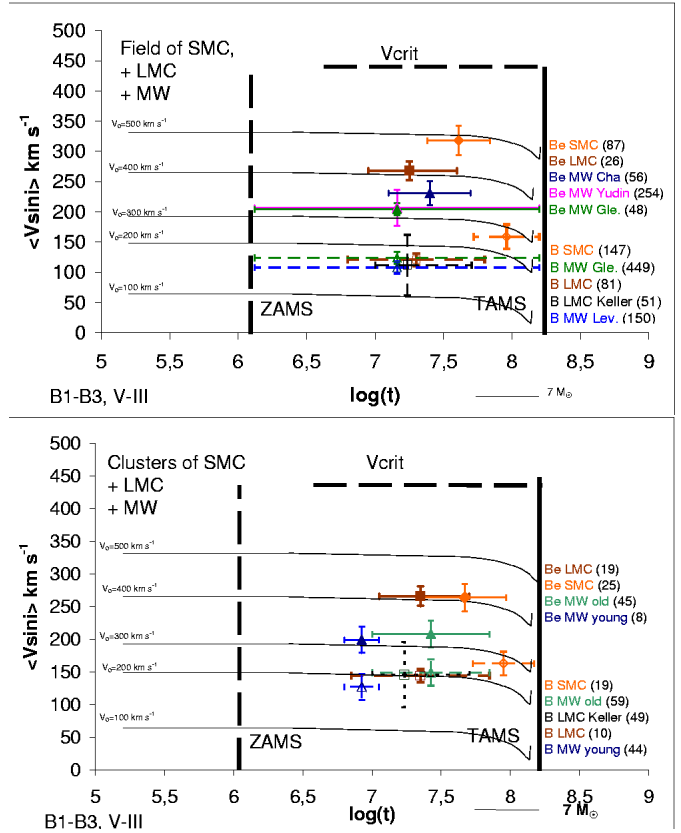 500
450
400
350
300
250
200
150
100
50
0
<Vsini> km s⁻¹
Field of SMC,
+ LMC
+ MW
Vcrit
V₀=500 km s⁻¹
V₀=400 km s⁻¹
V₀=300 km s⁻¹
V₀=200 km s⁻¹
V₀=100 km s⁻¹
ZAMS
TAMS
Be SMC (87)
Be LMC (26)
Be MW Cha (56)
Be MW Yudin (254)
Be MW Gle. (48)
B SMC (147)
B MW Gle. (449)
B LMC (81)
B LMC Keller (51)
B MW Lev. (150)
5 6 7 7,5 8 8,5 9
B1-B3, V-III
log(t)
7 M☉
500
450
400
350
300
250
200
150
100
50
0
<Vsini> km s⁻¹
Clusters of SMC
+ LMC
+ MW
Vcrit
V₀=500 km s⁻¹
V₀=400 km s⁻¹
V₀=300 km s⁻¹
V₀=200 km s⁻¹
V₀=100 km s⁻¹
ZAMS
TAMS
Be LMC (19)
Be SMC (25)
Be MW old (45)
Be MW young (8)
B SMC (19)
B MW old (59)
B LMC Keller (49)
B LMC (10)
B MW young (44)
5 5,5 6 6,5 7 7,5 8 8,5 9
B1-B3, V-III
log(t)
7 M☉